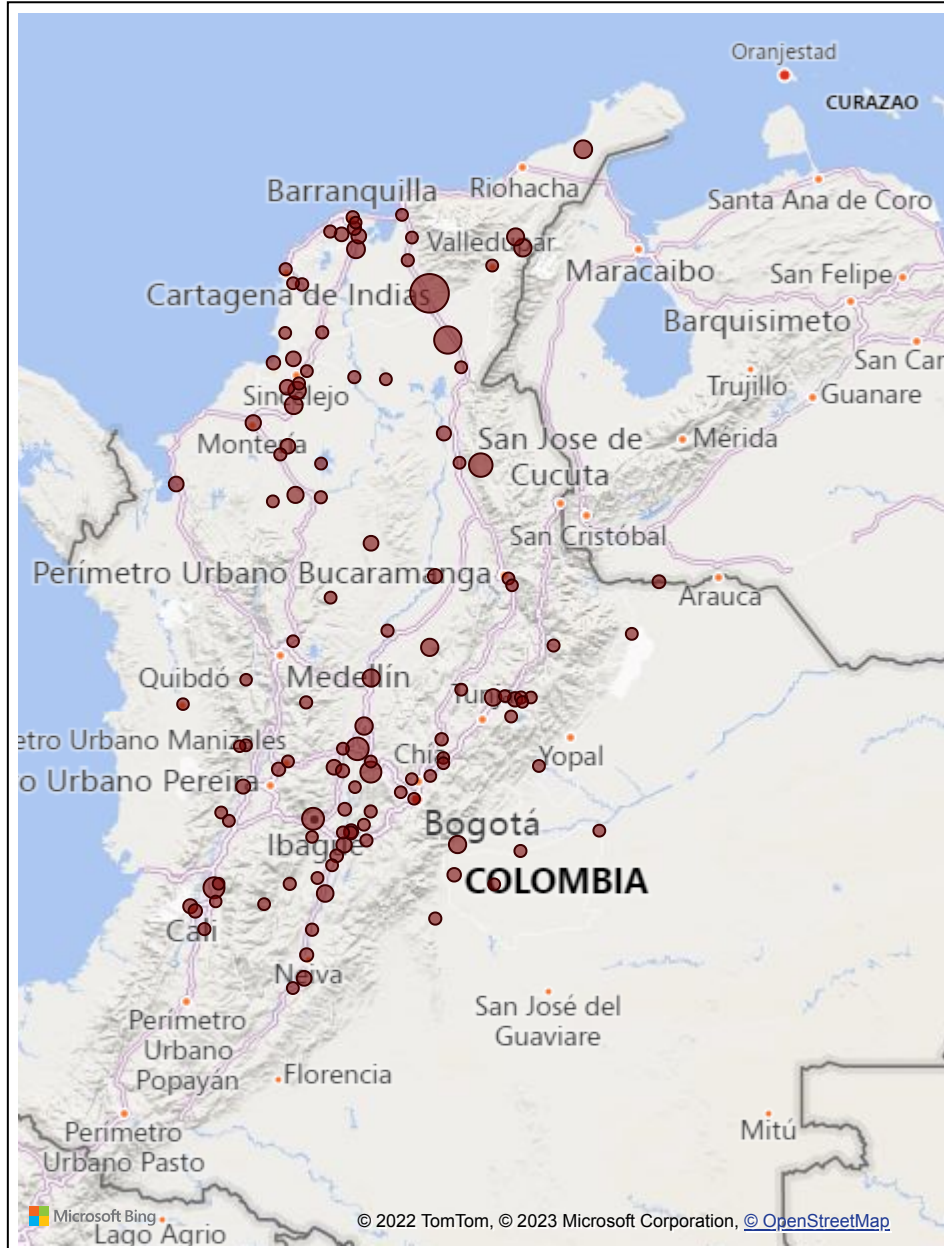 Oranjestad
CURAZAO
Barranquilla
Riohacha
Santa Ana de Coro
Valledupar
Maracaibo
San Felipe
Cartagena de Indias
Barquisimeto
San Car
Trujillo
Guanare
Sincelejo
Montería
San Jose de
Cúcuta
Mérida
San Cristóbal
Perímetro Urbano Bucaramanga
Arauca
Quibdó
Medellín
Tunja
etro Urbano Manizales
Chía
Yopal
o Urbano Pereira
Bogotá
Ibagué
COLOMBIA
Cali
Neiva
San José del
Guaviare
Perímetro
Urbano
Popayán
Florencia
Mitú
Perímetro
Urbano Pasto
Microsoft Bing
© 2022 TomTom, © 2023 Microsoft Corporation, © OpenStreetMap
Lago Agrio